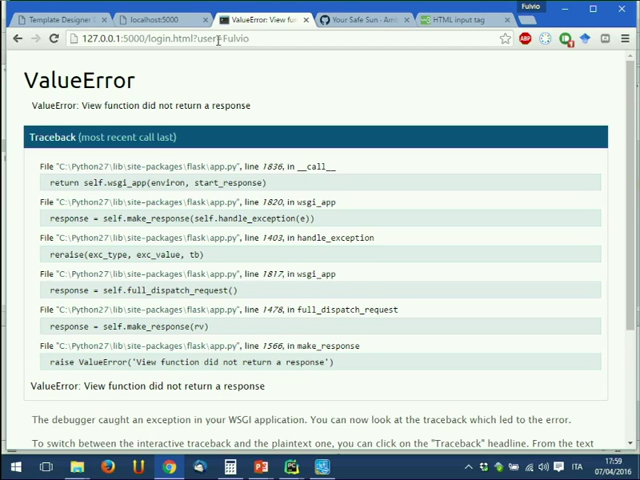 Fulvio
Template Designer
localhost:5000
ValueError: View fun
Your Safe Sun - Amb
HTML input tag
127.0.0.1:5000/login.html?user=Fulvio
ValueError
ValueError: View function did not return a response
Traceback (most recent call last)
File "C:\Python27\lib\site-packages\flask\app.py", line 1836, in __call__
return self.wsgi_app(environ, start_response)
File "C:\Python27\lib\site-packages\flask\app.py", line 1820, in wsgi_app
response = self.make_response(self.handle_exception(e))
File "C:\Python27\lib\site-packages\flask\app.py", line 1403, in handle_exception
reraise(exc_type, exc_value, tb)
File "C:\Python27\lib\site-packages\flask\app.py", line 1817, in wsgi_app
response = self.full_dispatch_request()
File "C:\Python27\lib\site-packages\flask\app.py", line 1478, in full_dispatch_request
response = self.make_response(rv)
File "C:\Python27\lib\site-packages\flask\app.py", line 1566, in make_response
raise ValueError('View function did not return a response')
ValueError: View function did not return a response
The debugger caught an exception in your WSGI application. You can now look at the traceback which led to the error.
To switch between the interactive traceback and the plaintext one, you can click on the "Traceback" headline. From the text
ITA
17:59
07/04/2016